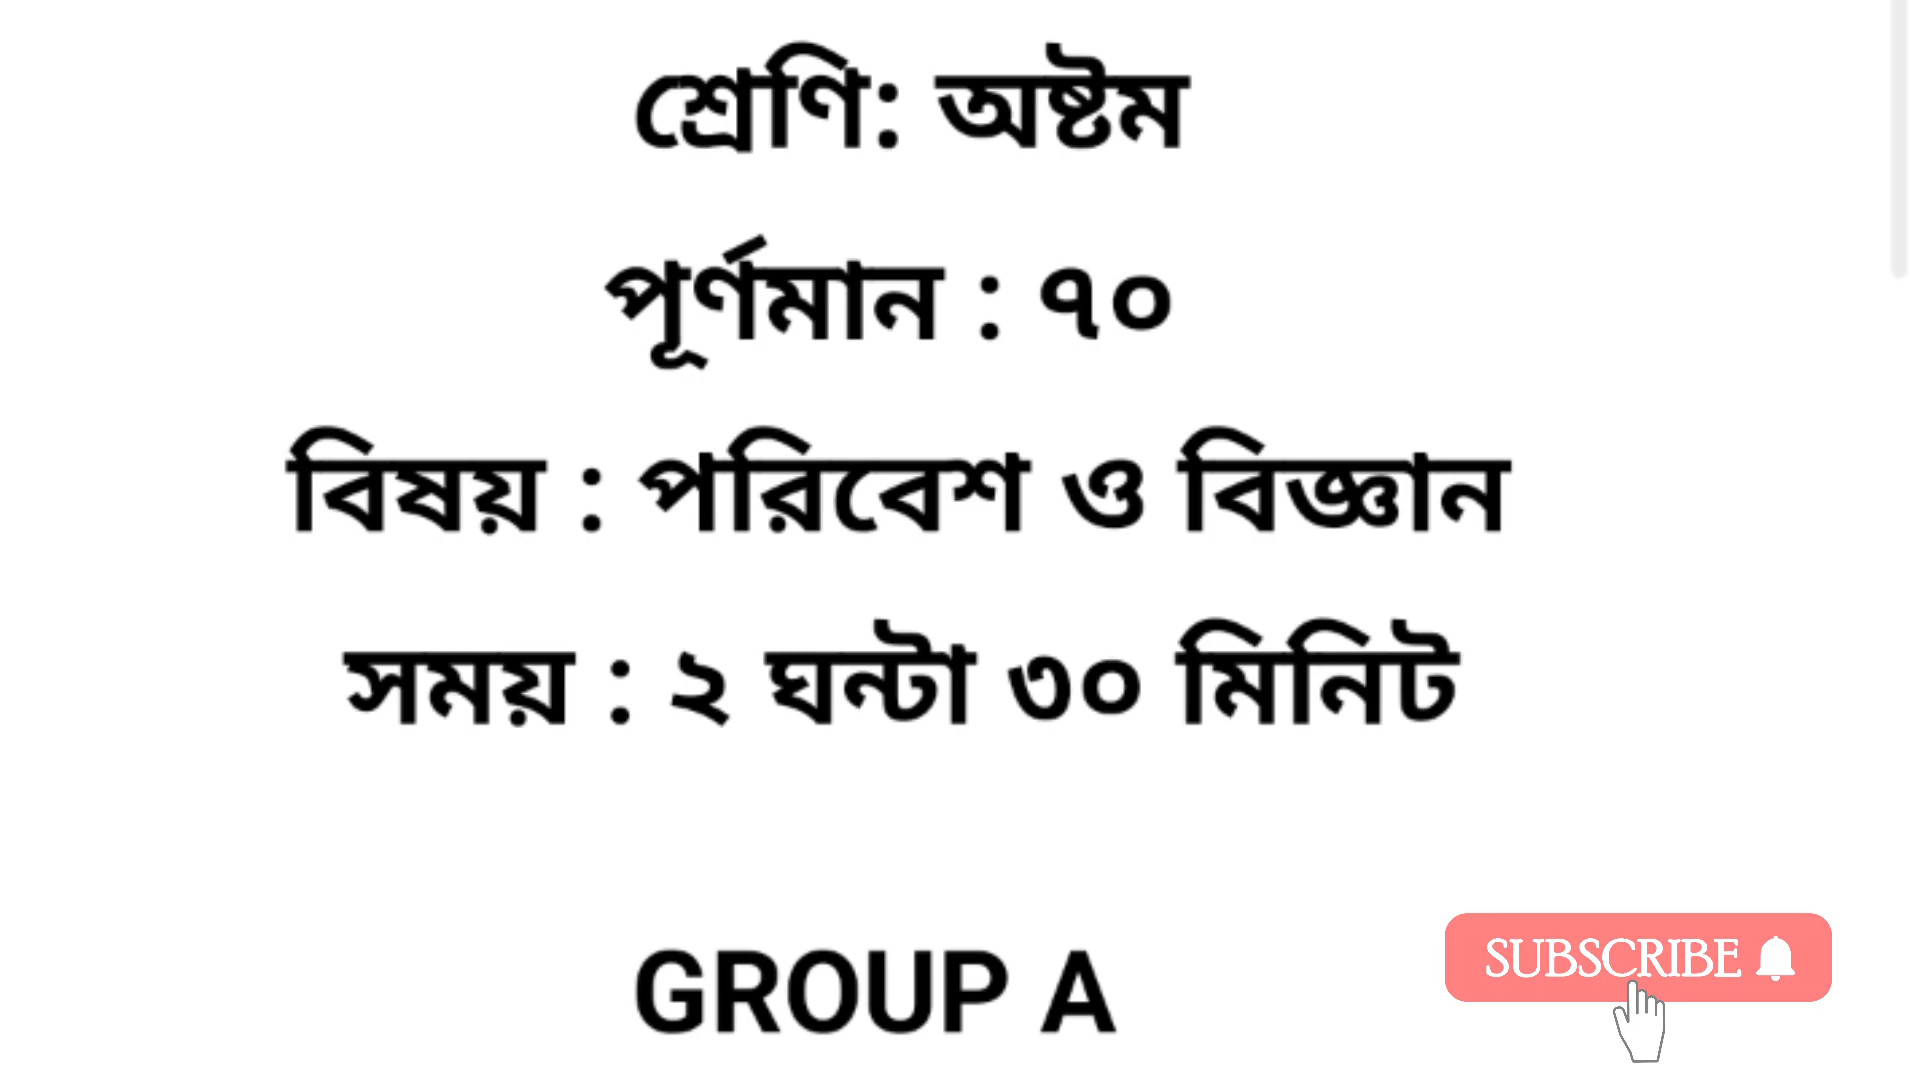 শ্রেণি: অষ্টম
পূর্ণমান : ৭০
বিষয় : পরিবেশ ও বিজ্ঞান
সময় : ২ ঘন্টা ৩০ মিনিট
GROUP A
SUBSCRIBE